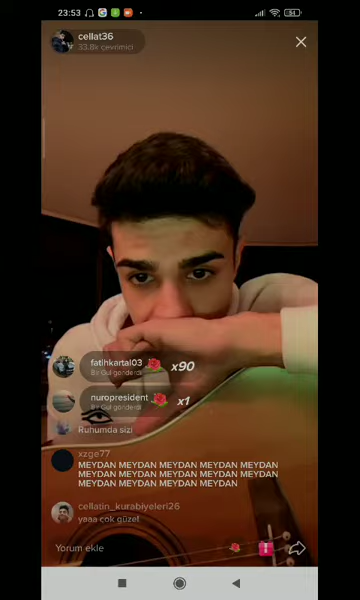 23:53
84
cellat36
33.8k çevrimiçi
fatihkartal03
Bir Gül gönderdi
x90
nuropresident
Bir Gül gönderdi
x1
Ruhumda sizi
xzge77
MEYDAN MEYDAN MEYDAN MEYDAN MEYDAN
MEYDAN MEYDAN MEYDAN MEYDAN MEYDAN
MEYDAN MEYDAN MEYDAN MEYDAN
cellatin_kurabiyeleri26
yaaa çok güzel
Yorum ekle